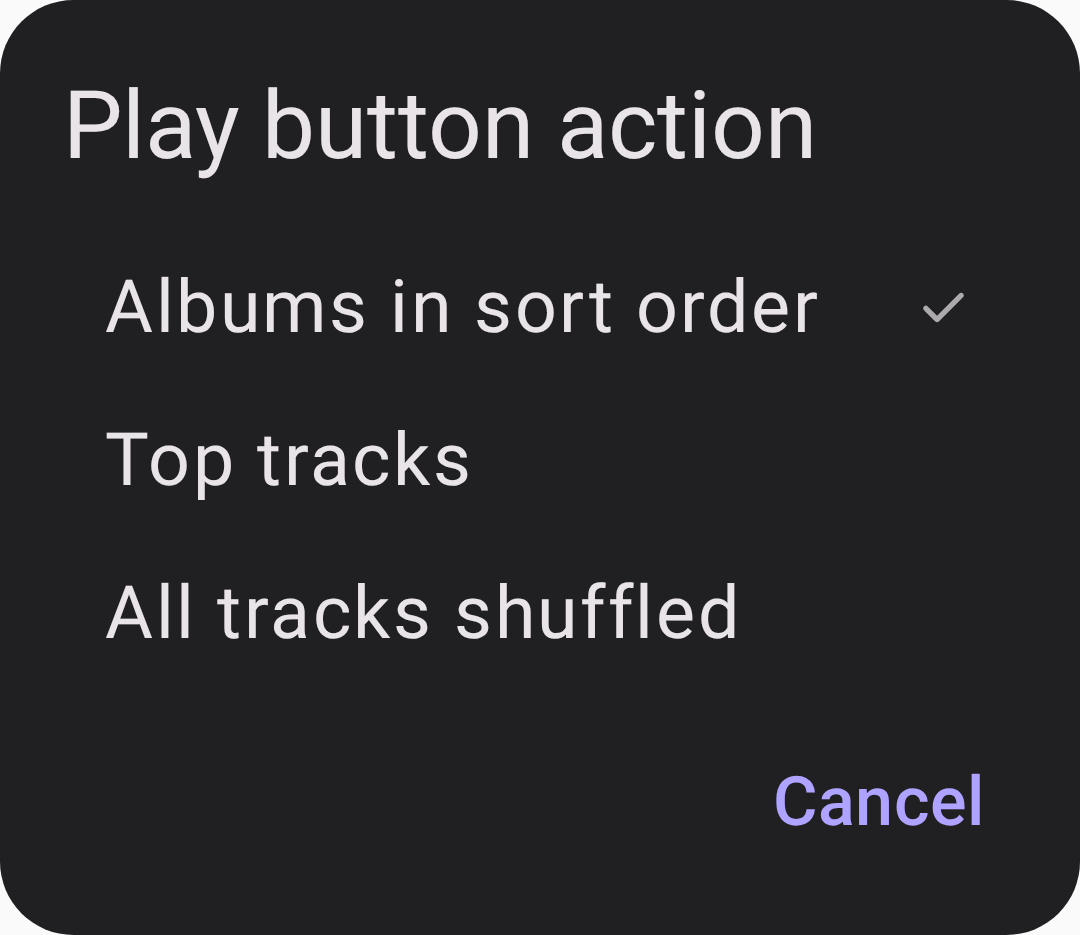 Play button action
Albums in sort order
Top tracks
All tracks shuffled
Cancel